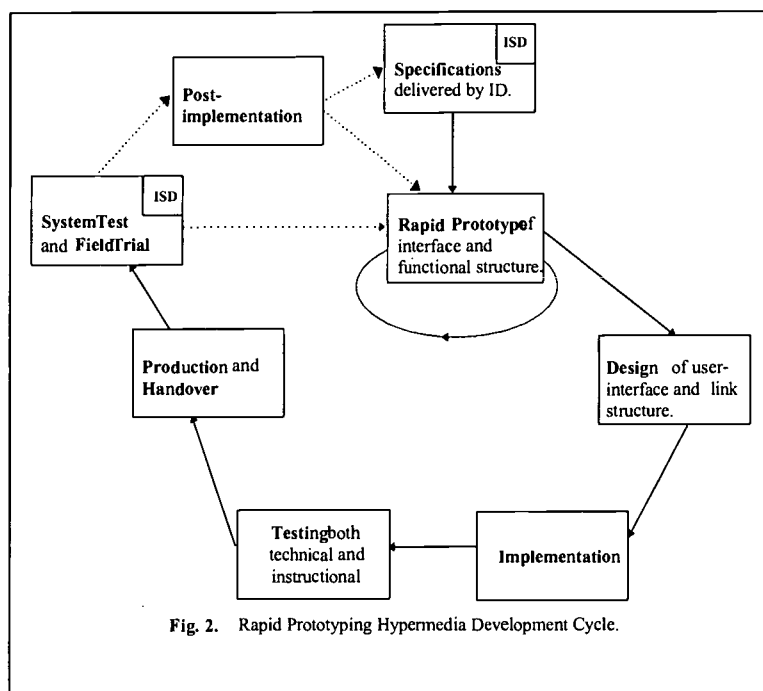 ISD
Specifications
delivered by ID.
Post-
implementation
ISD
SystemTest
and FieldTrial
Rapid Prototypeof
interface and
functional structure.
Production and
Handover
Design of user-
interface and link
structure.
Testingboth
technical and
instructional
Implementation
Fig. 2. Rapid Prototyping Hypermedia Development Cycle.